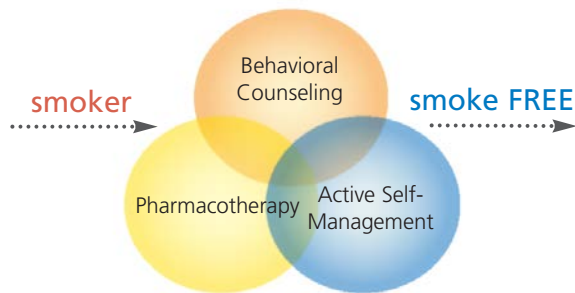 Behavioral
Counseling
smoker
smoke FREE
Pharmacotherapy
Active Self-
Management